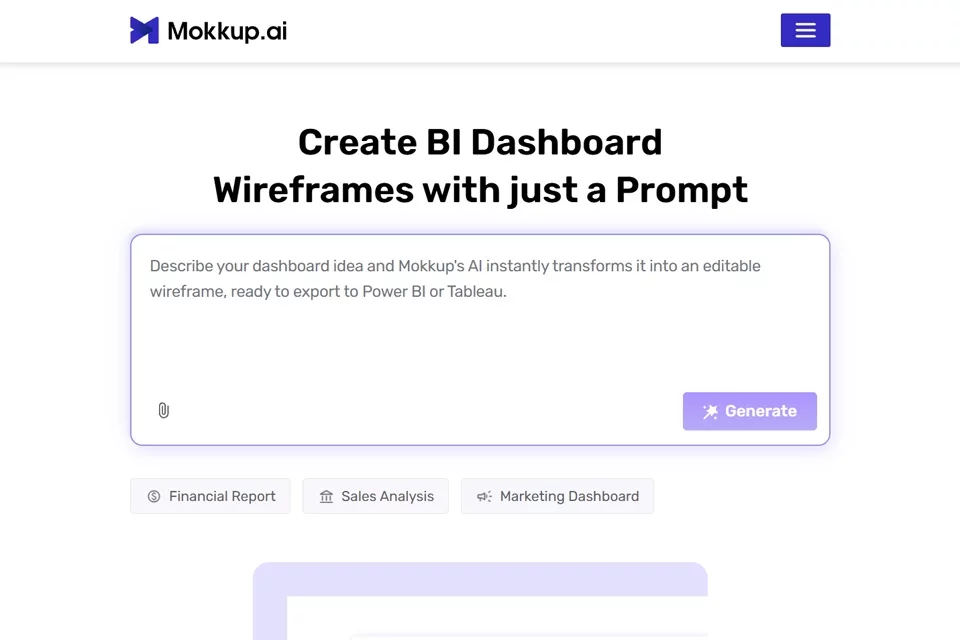 Mokkup.ai
Create BI Dashboard
Wireframes with just a Prompt
Describe your dashboard idea and Mokkup's AI instantly transforms it into an editable
wireframe, ready to export to Power BI or Tableau.
Generate
Financial Report
Sales Analysis
Marketing Dashboard